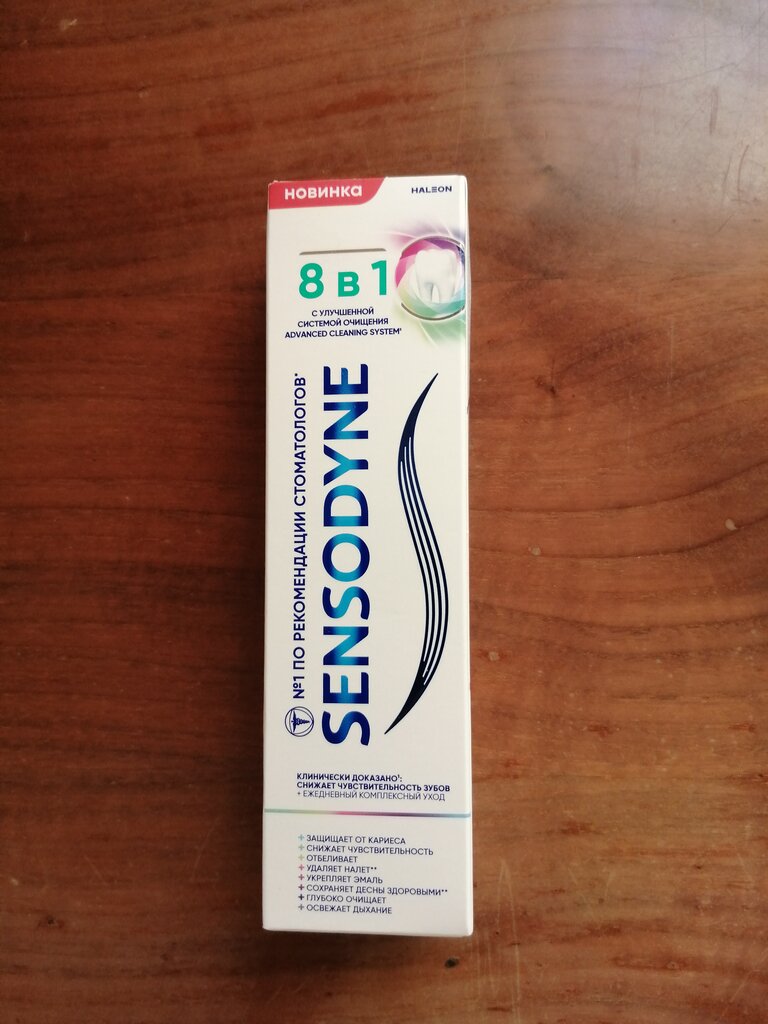 НОВИНКА
HALEON
8 в 1
С УЛУЧШЕННОЙ
СИСТЕМОЙ ОЧИЩЕНИЯ
ADVANCED CLEANING SYSTEM*
№1 ПО РЕКОМЕНДАЦИИ СТОМАТОЛОГОВ*
SENSODYNE
КЛИНИЧЕСКИ ДОКАЗАНО¹:
СНИЖАЕТ ЧУВСТВИТЕЛЬНОСТЬ ЗУБОВ
+ ЕЖЕДНЕВНЫЙ КОМПЛЕКСНЫЙ УХОД
+ ЗАЩИЩАЕТ ОТ КАРИЕСА
+ СНИЖАЕТ ЧУВСТВИТЕЛЬНОСТЬ
+ ОТБЕЛИВАЕТ
+ УДАЛЯЕТ НАЛЕТ**
+ УКРЕПЛЯЕТ ЭМАЛЬ
+ СОХРАНЯЕТ ДЕСНЫ ЗДОРОВЫМИ**
+ ГЛУБОКО ОЧИЩАЕТ
+ ОСВЕЖАЕТ ДЫХАНИЕ